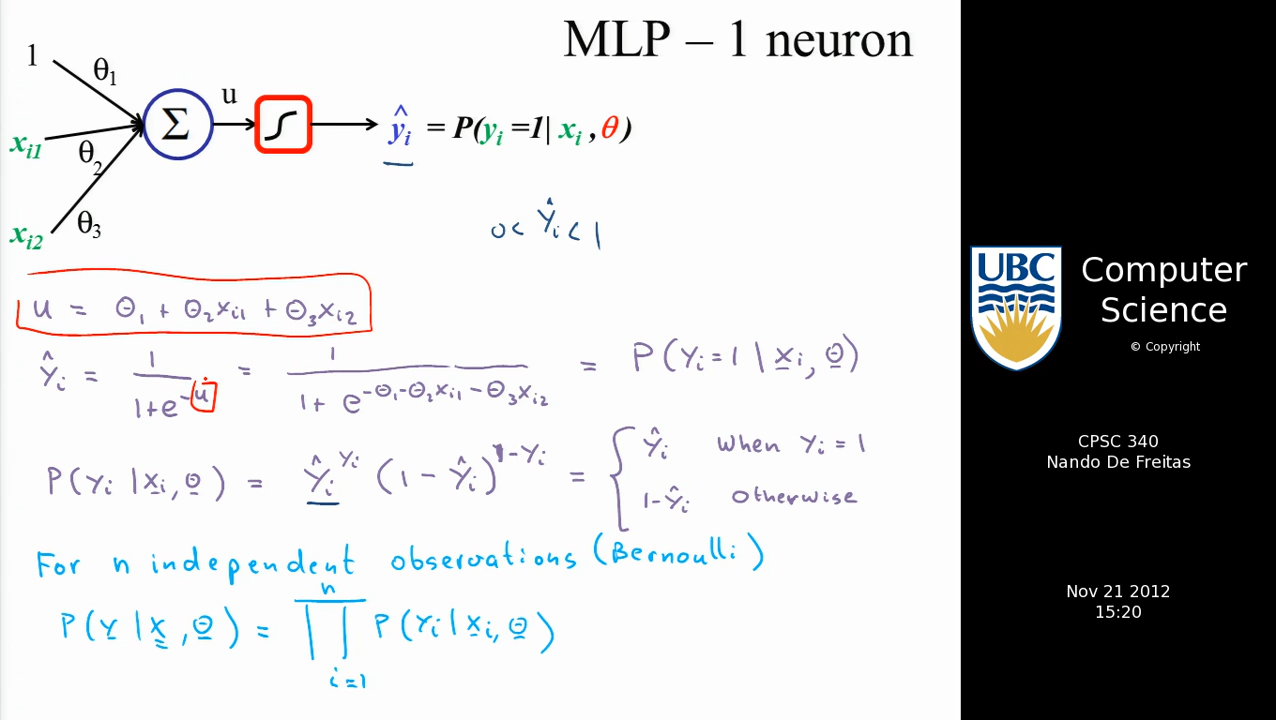 MLP – 1 neuron
1
θ1
u
Σ
ŷi = P(yi =1| xi , θ)
xi1
θ2
θ3
xi2
0 < Ŷi < 1
u = θ1 + θ2xi1 + θ3xi2
Ŷi = 1 / (1+e^-u) = 1 / (1+ e^(-θ1-θ2xi1-θ3xi2)) = P(Yi=1 | xi, θ)
P(Yi | xi, θ) = Ŷi^Yi (1 - Ŷi)^(1-Yi) = { Ŷi when Yi = 1
1-Ŷi otherwise
For n independent observations (Bernoulli)
P(Y | x, θ) = ∏ i=1 n P(Yi | xi, θ)
UBC
Computer
Science
© Copyright
CPSC 340
Nando De Freitas
Nov 21 2012
15:20